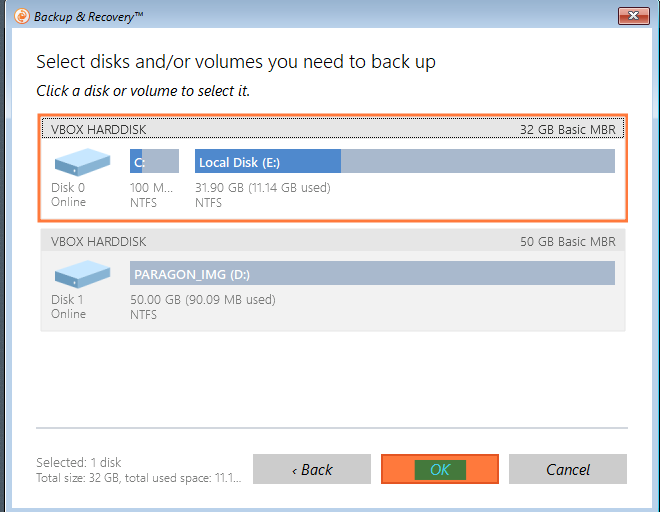 Backup & Recovery™
Select disks and/or volumes you need to back up
Click a disk or volume to select it.
VBOX HARDDISK 32 GB Basic MBR
C: Local Disk (E:)
Disk 0 100 M... 31.90 GB (11.14 GB used)
Online NTFS NTFS
VBOX HARDDISK 50 GB Basic MBR
PARAGON_IMG (D:)
Disk 1 50.00 GB (90.09 MB used)
Online NTFS
Selected: 1 disk
Total size: 32 GB, total used space: 11.1...
‹ Back OK Cancel